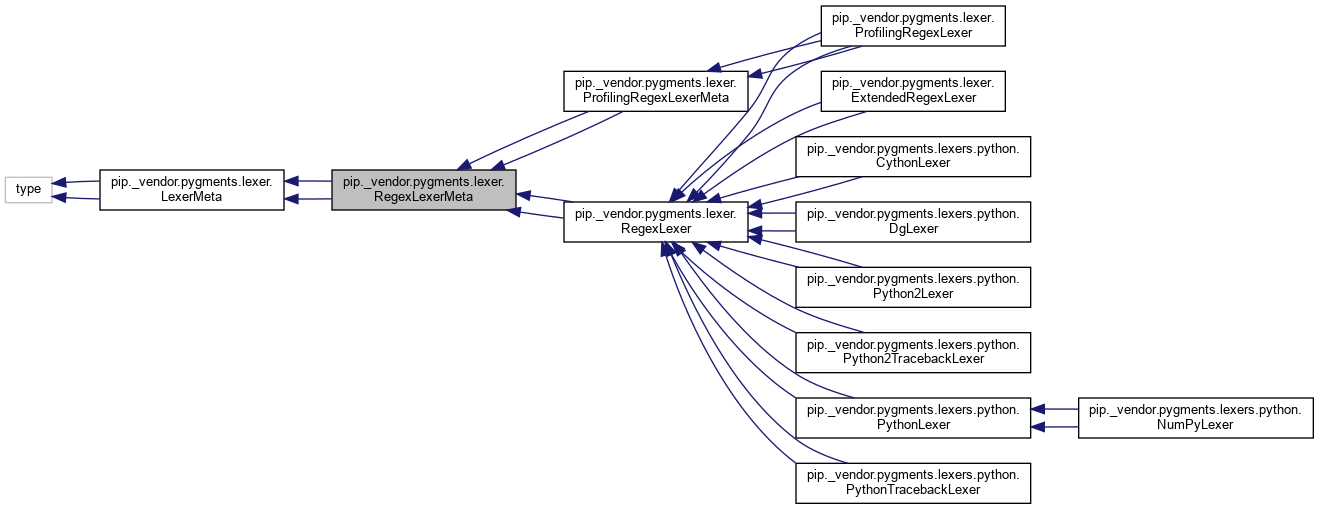 type
pip._vendor.pygments.lexer.
LexerMeta
pip._vendor.pygments.lexer.
RegexLexerMeta
pip._vendor.pygments.lexer.
ProfilingRegexLexerMeta
pip._vendor.pygments.lexer.
RegexLexer
pip._vendor.pygments.lexer.
ProfilingRegexLexer
pip._vendor.pygments.lexer.
ExtendedRegexLexer
pip._vendor.pygments.lexers.python.
CythonLexer
pip._vendor.pygments.lexers.python.
DgLexer
pip._vendor.pygments.lexers.python.
Python2Lexer
pip._vendor.pygments.lexers.python.
Python2TracebackLexer
pip._vendor.pygments.lexers.python.
PythonLexer
pip._vendor.pygments.lexers.python.
NumPyLexer
pip._vendor.pygments.lexers.python.
PythonTracebackLexer